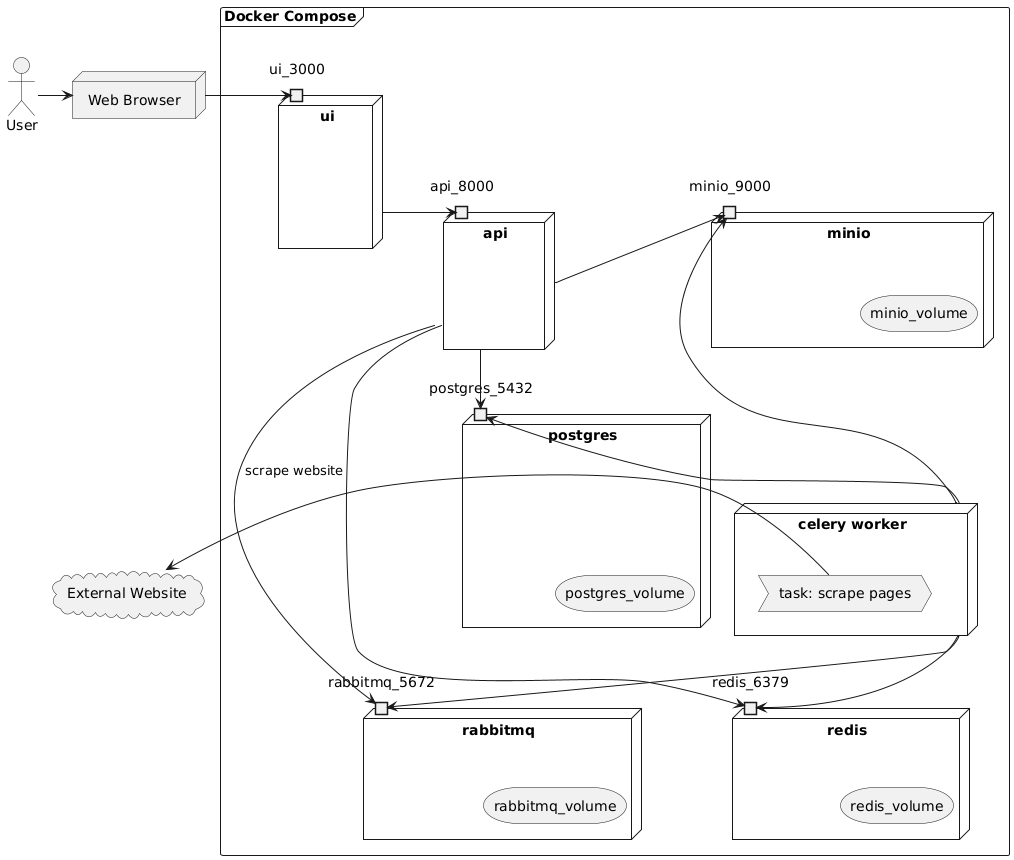 Docker Compose
ui_3000
User
Web Browser
ui
api_8000
minio_9000
api
minio
minio_volume
postgres_5432
postgres
scrape website
celery worker
External Website
postgres_volume
task: scrape pages
rabbitmq_5672
redis_6379
rabbitmq
redis
rabbitmq_volume
redis_volume